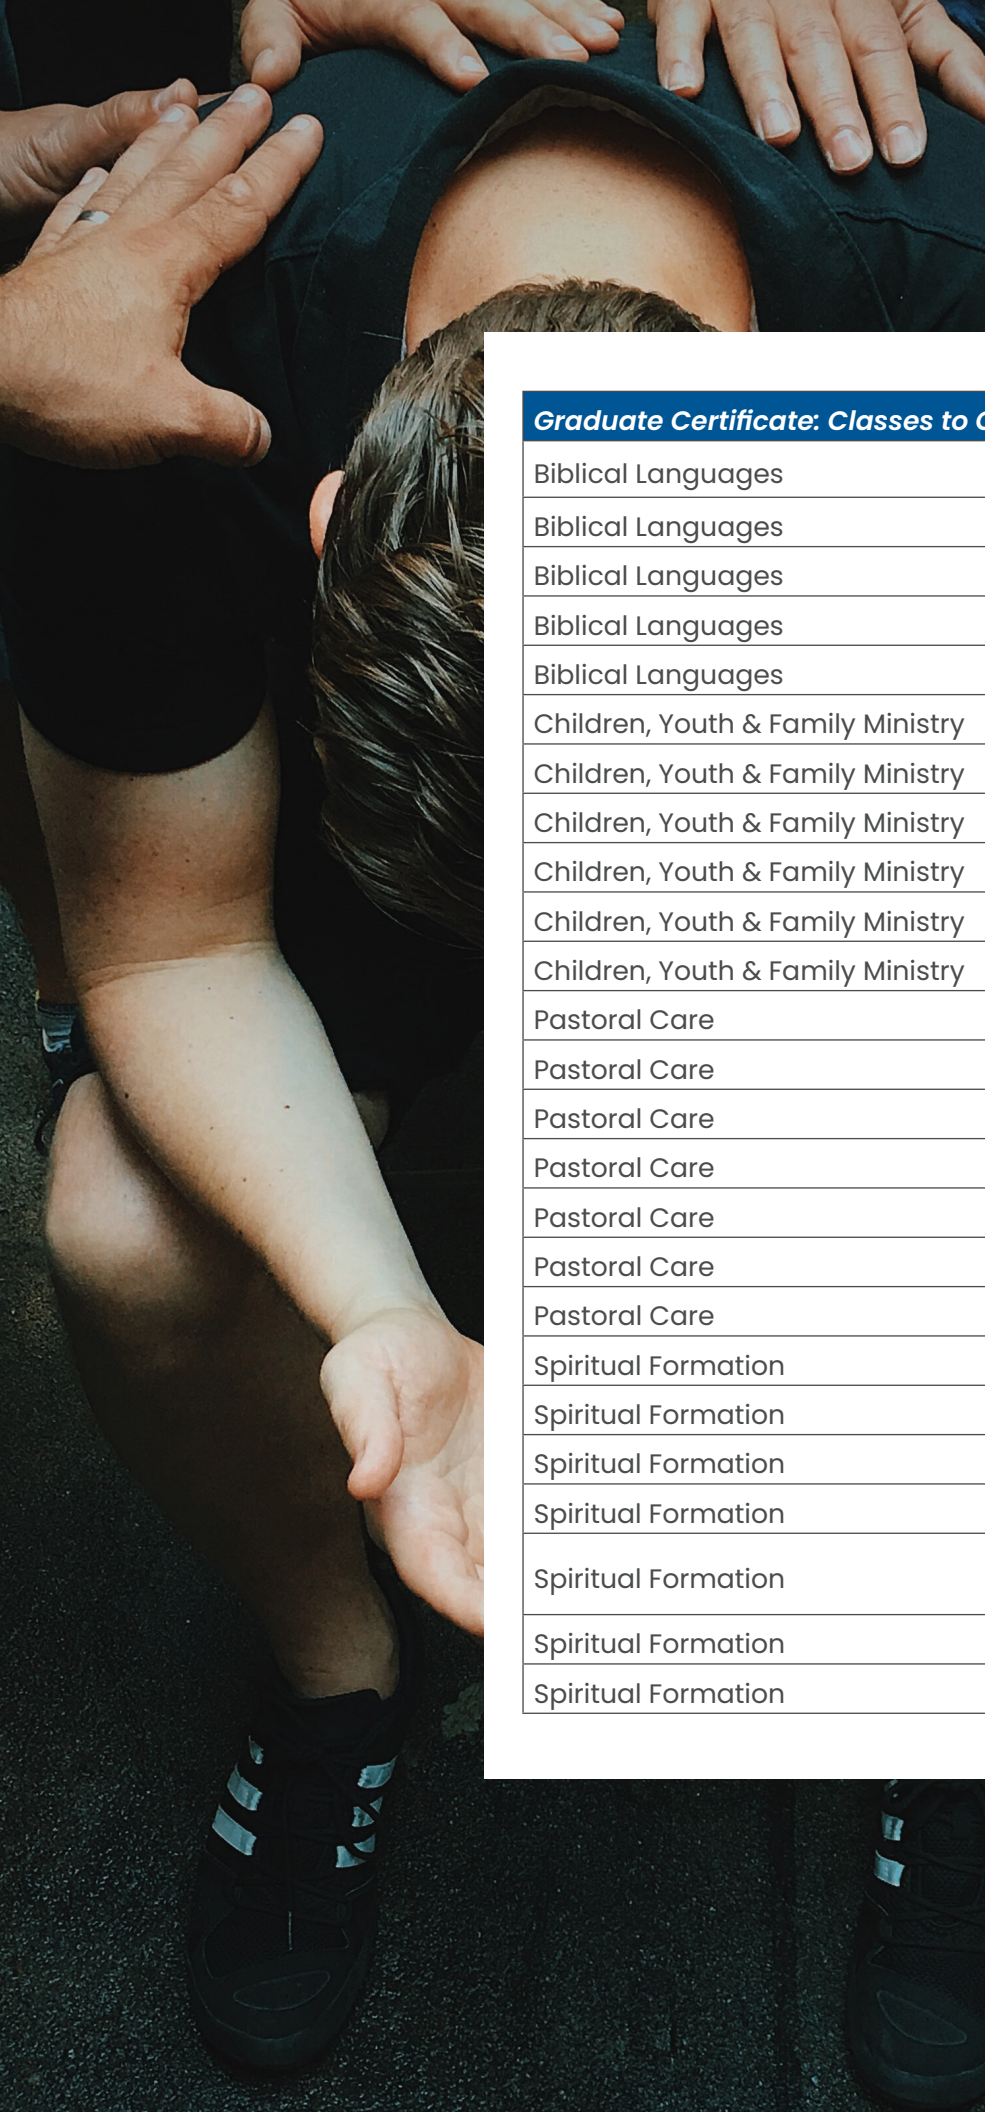 Graduate Certificate: Classes to
Biblical Languages
Biblical Languages
Biblical Languages
Biblical Languages
Biblical Languages
Children, Youth & Family Ministry
Children, Youth & Family Ministry
Children, Youth & Family Ministry
Children, Youth & Family Ministry
Children, Youth & Family Ministry
Children, Youth & Family Ministry
Pastoral Care
Pastoral Care
Pastoral Care
Pastoral Care
Pastoral Care
Pastoral Care
Pastoral Care
Spiritual Formation
Spiritual Formation
Spiritual Formation
Spiritual Formation
Spiritual Formation
Spiritual Formation
Spiritual Formation